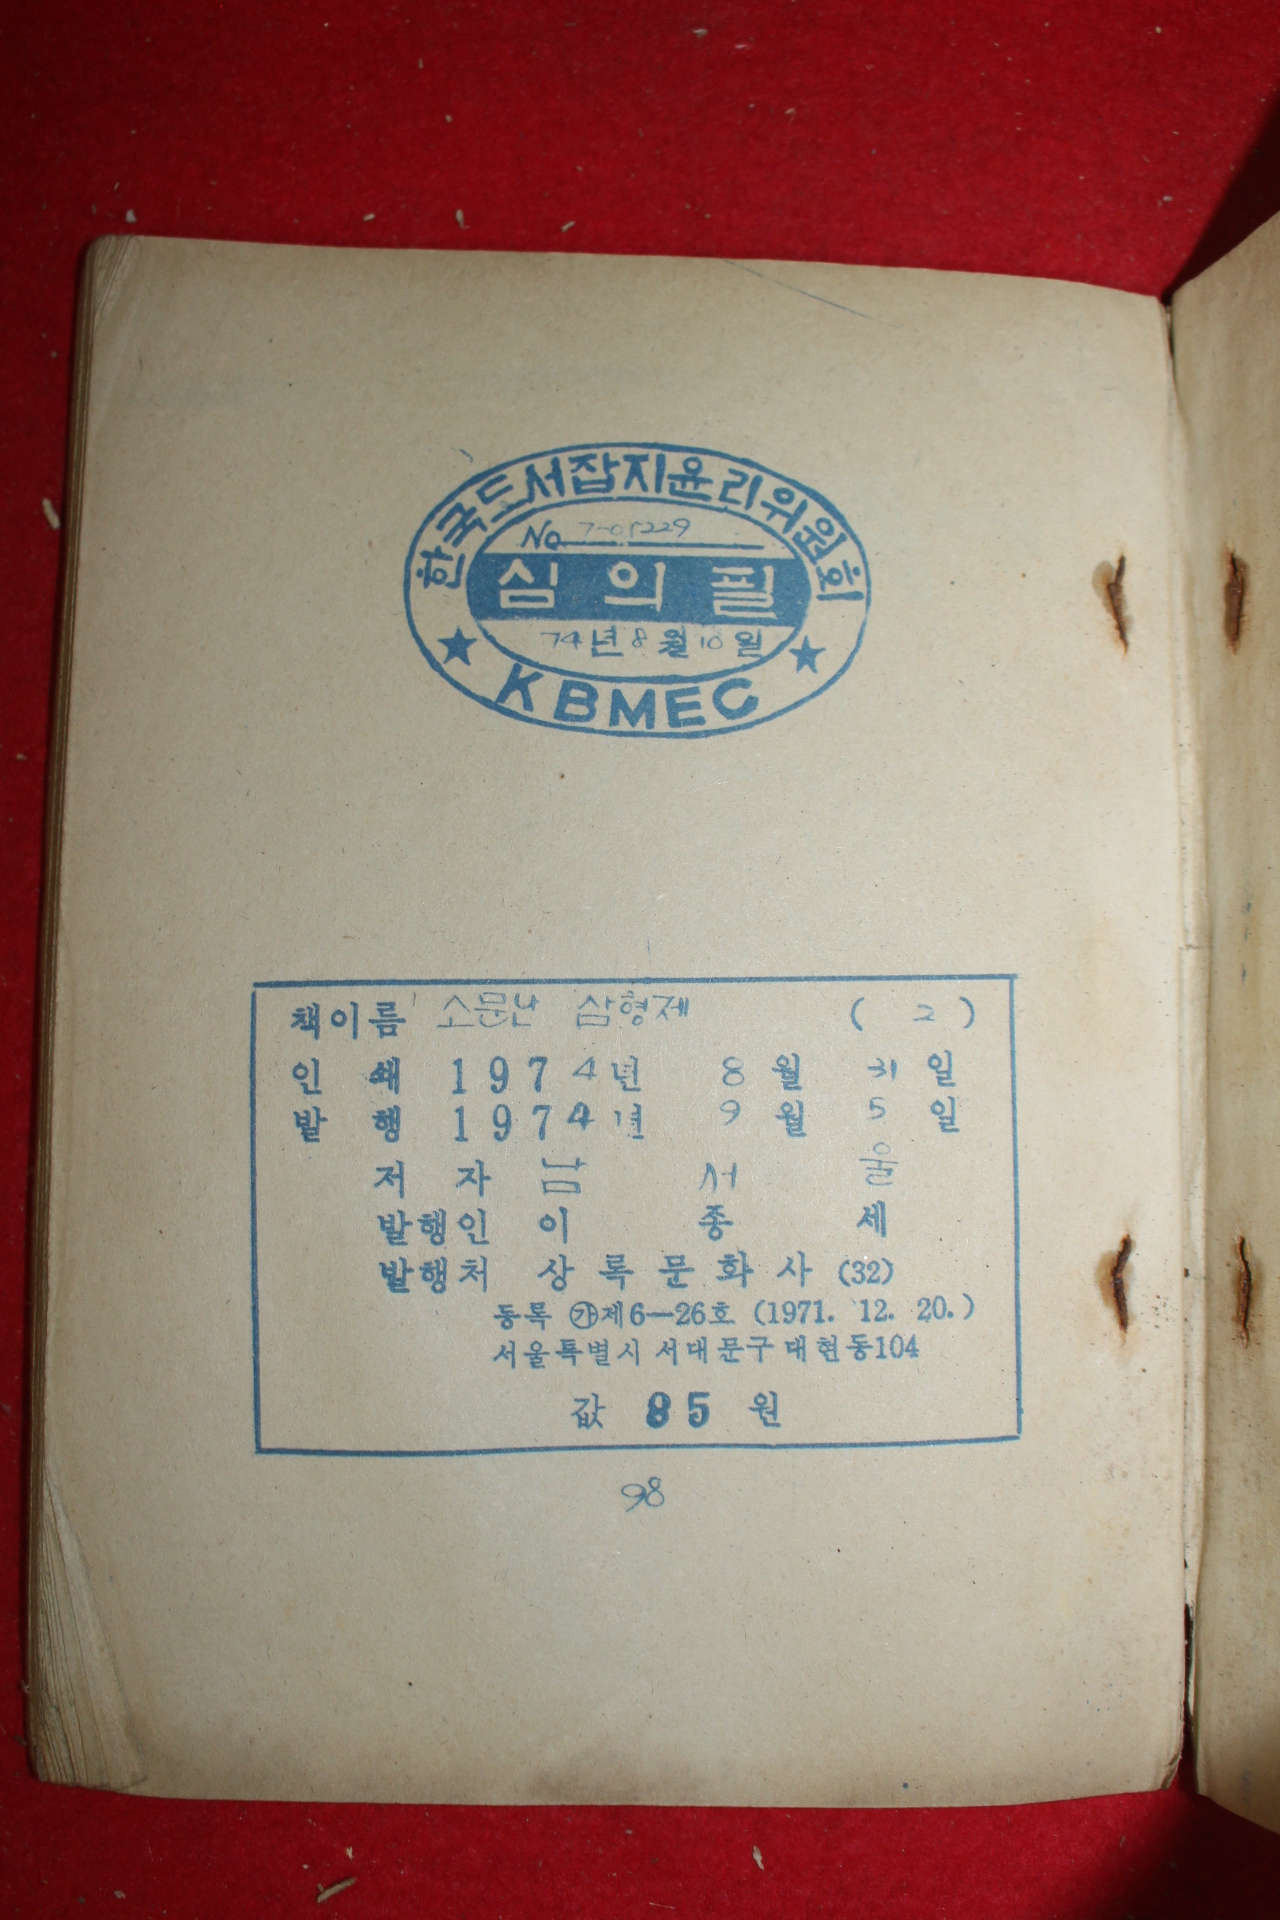 한국도서잡지윤리위원회
No 7-01229
심의필
74년 8월 10일
★ KBMEC ★
책이름 소문난 삼형제 ( 2 )
인쇄 1974년 8월 31일
발행 1974년 9월 5일
저자 남서울
발행인 이종세
발행처 상록문화사 (32)
등록 ㉮제6—26호 (1971. 12. 20.)
서울특별시 서대문구 대현동104
값 85원
98